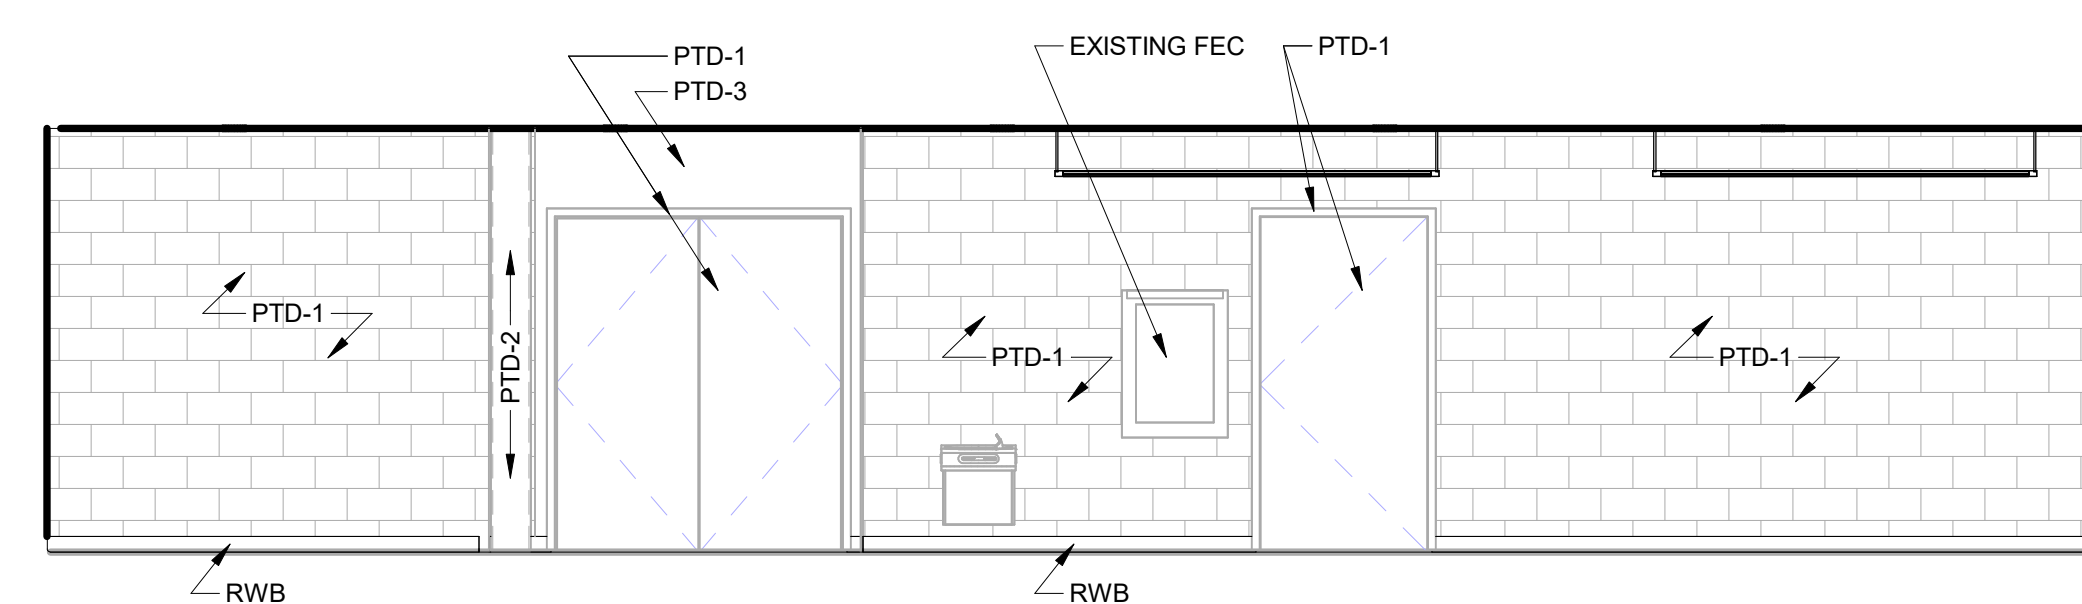 PTD-1
PTD-3
EXISTING FEC
PTD-1
PTD-1
PTD-2
PTD-1
PTD-1
RWB
RWB